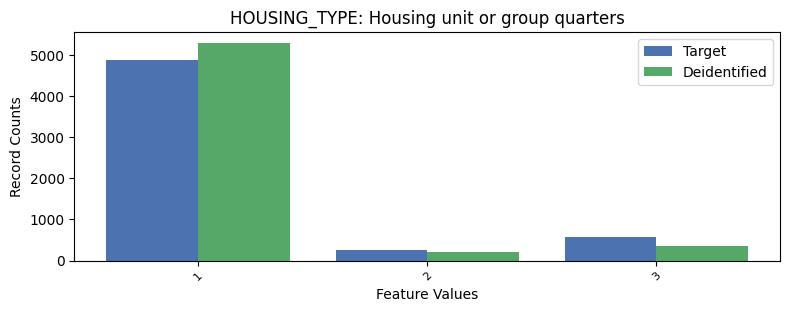 HOUSING_TYPE: Housing unit or group quarters
Target
Deidentified
Record Counts
5000
4000
3000
2000
1000
0
1
2
3
Feature Values